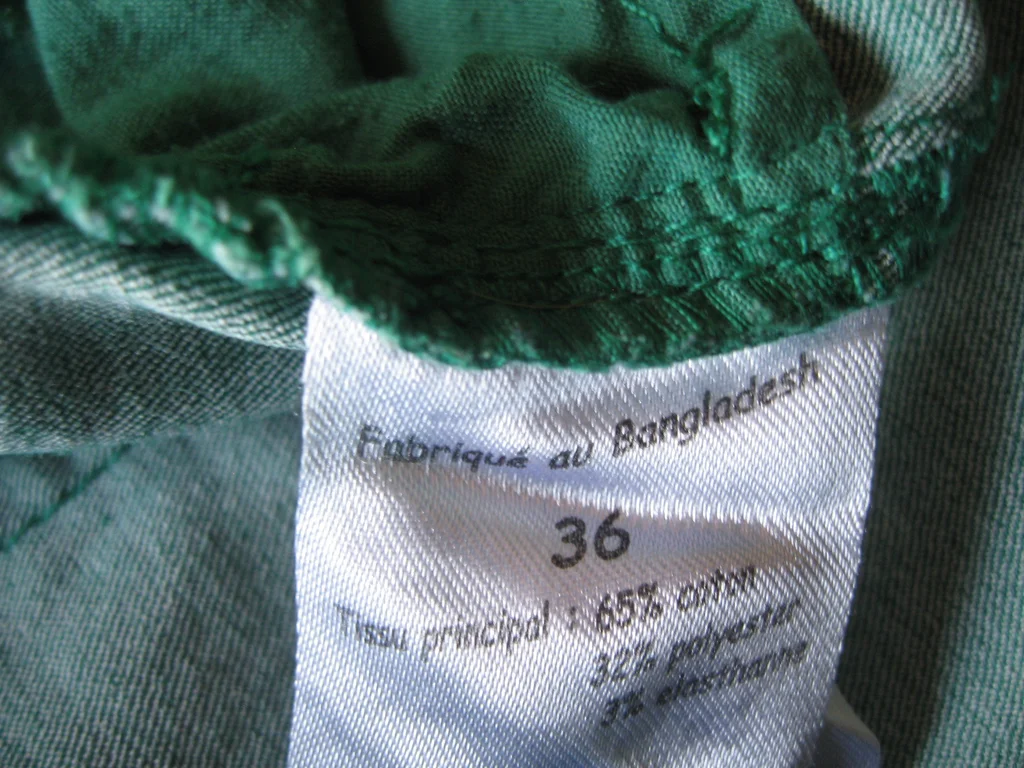 Fabriqué au Bangladesh
36
Tissu principal : 65% coton
32% polyester
3% elasthanne